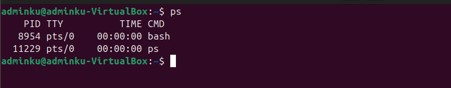 adminku@adminku-VirtualBox:~$ ps
    PID TTY          TIME CMD
   8954 pts/0    00:00:00 bash
  11229 pts/0    00:00:00 ps
adminku@adminku-VirtualBox:~$